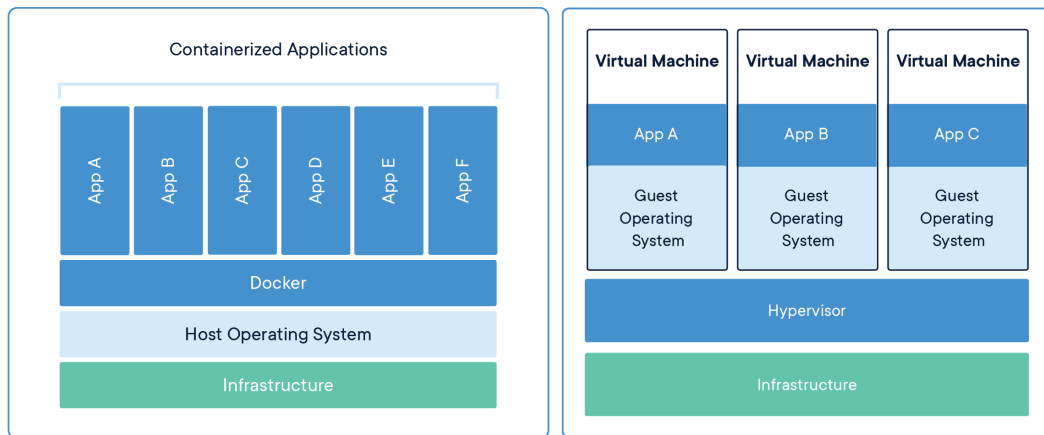 Containerized Applications
App A
App B
App C
App D
App E
App F
Docker
Host Operating System
Infrastructure
Virtual Machine
App A
Guest
Operating
System
Virtual Machine
App B
Guest
Operating
System
Virtual Machine
App C
Guest
Operating
System
Hypervisor
Infrastructure